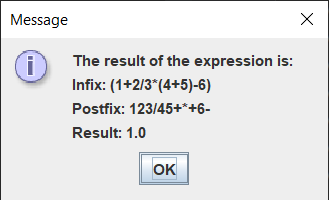 Message
The result of the expression is:
Infix: (1+2/3*(4+5)-6)
Postfix: 123/45+*+6-
Result: 1.0
OK